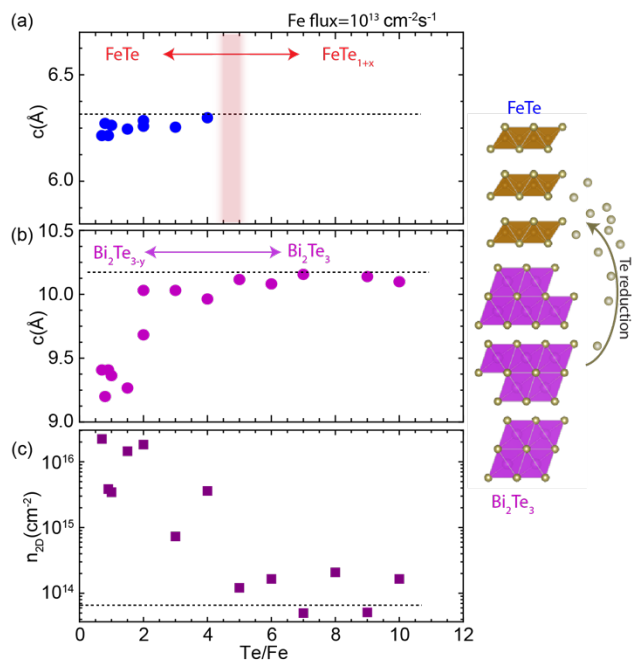 (a)
Fe flux=10¹³ cm⁻²s⁻¹
FeTe
FeTe₁₊ₓ
c(Å)
6.5
6.0
FeTe
(b)
10.5
Bi₂Te₃₋ᵧ
Bi₂Te₃
c(Å)
10.0
9.5
9.0
Te reduction
(c)
n₂D(cm⁻²)
10¹⁶
10¹⁵
10¹⁴
Bi₂Te₃
0 2 4 6 8 10 12
Te/Fe